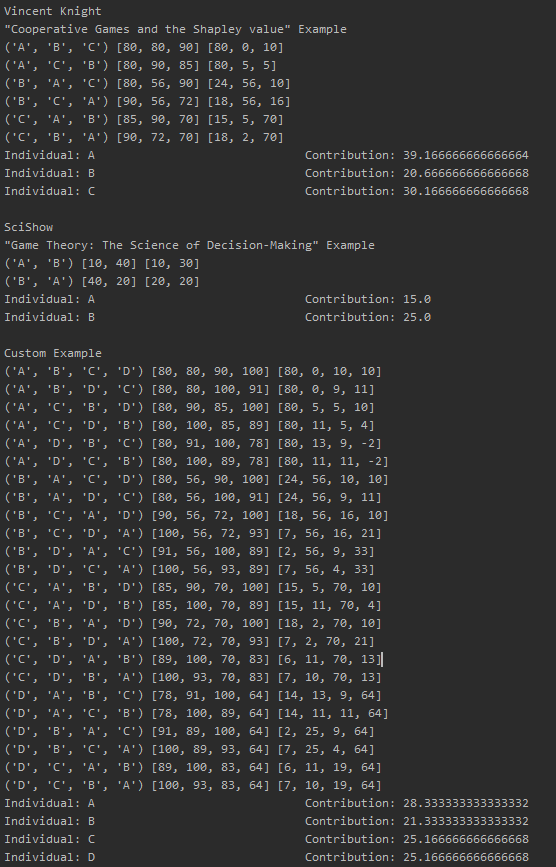 Vincent Knight
"Cooperative Games and the Shapley value" Example
('A', 'B', 'C') [80, 80, 90] [80, 0, 10]
('A', 'C', 'B') [80, 90, 85] [80, 5, 5]
('B', 'A', 'C') [80, 56, 90] [24, 56, 10]
('B', 'C', 'A') [90, 56, 72] [18, 56, 16]
('C', 'A', 'B') [85, 90, 70] [15, 5, 70]
('C', 'B', 'A') [90, 72, 70] [18, 2, 70]
Individual: A Contribution: 39.166666666666664
Individual: B Contribution: 20.666666666666668
Individual: C Contribution: 30.166666666666668
SciShow
"Game Theory: The Science of Decision-Making" Example
('A', 'B') [10, 40] [10, 30]
('B', 'A') [40, 20] [20, 20]
Individual: A Contribution: 15.0
Individual: B Contribution: 25.0
Custom Example
('A', 'B', 'C', 'D') [80, 80, 90, 100] [80, 0, 10, 10]
('A', 'B', 'D', 'C') [80, 80, 100, 91] [80, 0, 9, 11]
('A', 'C', 'B', 'D') [80, 90, 85, 100] [80, 5, 5, 10]
('A', 'C', 'D', 'B') [80, 100, 85, 89] [80, 11, 5, 4]
('A', 'D', 'B', 'C') [80, 91, 100, 78] [80, 13, 9, -2]
('A', 'D', 'C', 'B') [80, 100, 89, 78] [80, 11, 11, -2]
('B', 'A', 'C', 'D') [80, 56, 90, 100] [24, 56, 10, 10]
('B', 'A', 'D', 'C') [80, 56, 100, 91] [24, 56, 9, 11]
('B', 'C', 'A', 'D') [90, 56, 72, 100] [18, 56, 16, 10]
('B', 'C', 'D', 'A') [100, 56, 72, 93] [7, 56, 16, 21]
('B', 'D', 'A', 'C') [91, 56, 100, 89] [2, 56, 9, 33]
('B', 'D', 'C', 'A') [100, 56, 93, 89] [7, 56, 4, 33]
('C', 'A', 'B', 'D') [85, 90, 70, 100] [15, 5, 70, 10]
('C', 'A', 'D', 'B') [85, 100, 70, 89] [15, 11, 70, 4]
('C', 'B', 'A', 'D') [90, 72, 70, 100] [18, 2, 70, 10]
('C', 'B', 'D', 'A') [100, 72, 70, 93] [7, 2, 70, 21]
('C', 'D', 'A', 'B') [89, 100, 70, 83] [6, 11, 70, 13]
('C', 'D', 'B', 'A') [100, 93, 70, 83] [7, 10, 70, 13]
('D', 'A', 'B', 'C') [78, 91, 100, 64] [14, 13, 9, 64]
('D', 'A', 'C', 'B') [78, 100, 89, 64] [14, 11, 11, 64]
('D', 'B', 'A', 'C') [91, 89, 100, 64] [2, 25, 9, 64]
('D', 'B', 'C', 'A') [100, 89, 93, 64] [7, 25, 4, 64]
('D', 'C', 'A', 'B') [89, 100, 83, 64] [6, 11, 19, 64]
('D', 'C', 'B', 'A') [100, 93, 83, 64] [7, 10, 19, 64]
Individual: A Contribution: 28.333333333333332
Individual: B Contribution: 21.333333333333332
Individual: C Contribution: 25.166666666666668
Individual: D Contribution: 25.166666666666668